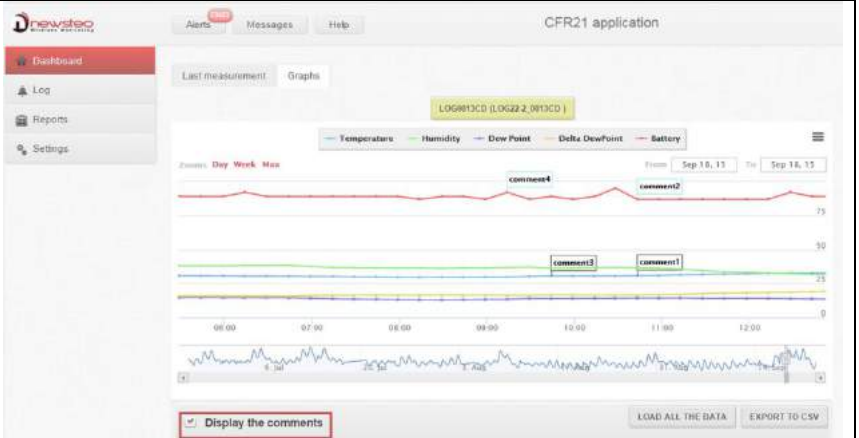 newsteo
Alerts Messages Help CFR21 application
Dashboard
Log
Reports
Settings
Last measurement Graphs
LOG0013CD (LOG22-2_0013CD )
Temperature Humidity Dew Point Delta DewPoint Battery
Zoom: Day Week Max From Sep 18, 15 To Sep 18, 15
comment4
comment2
75
50
comment3 comment1
25
0
06:00 07:00 08:00 09:00 10:00 11:00 12:00
Display the comments
LOAD ALL THE DATA EXPORT TO CSV